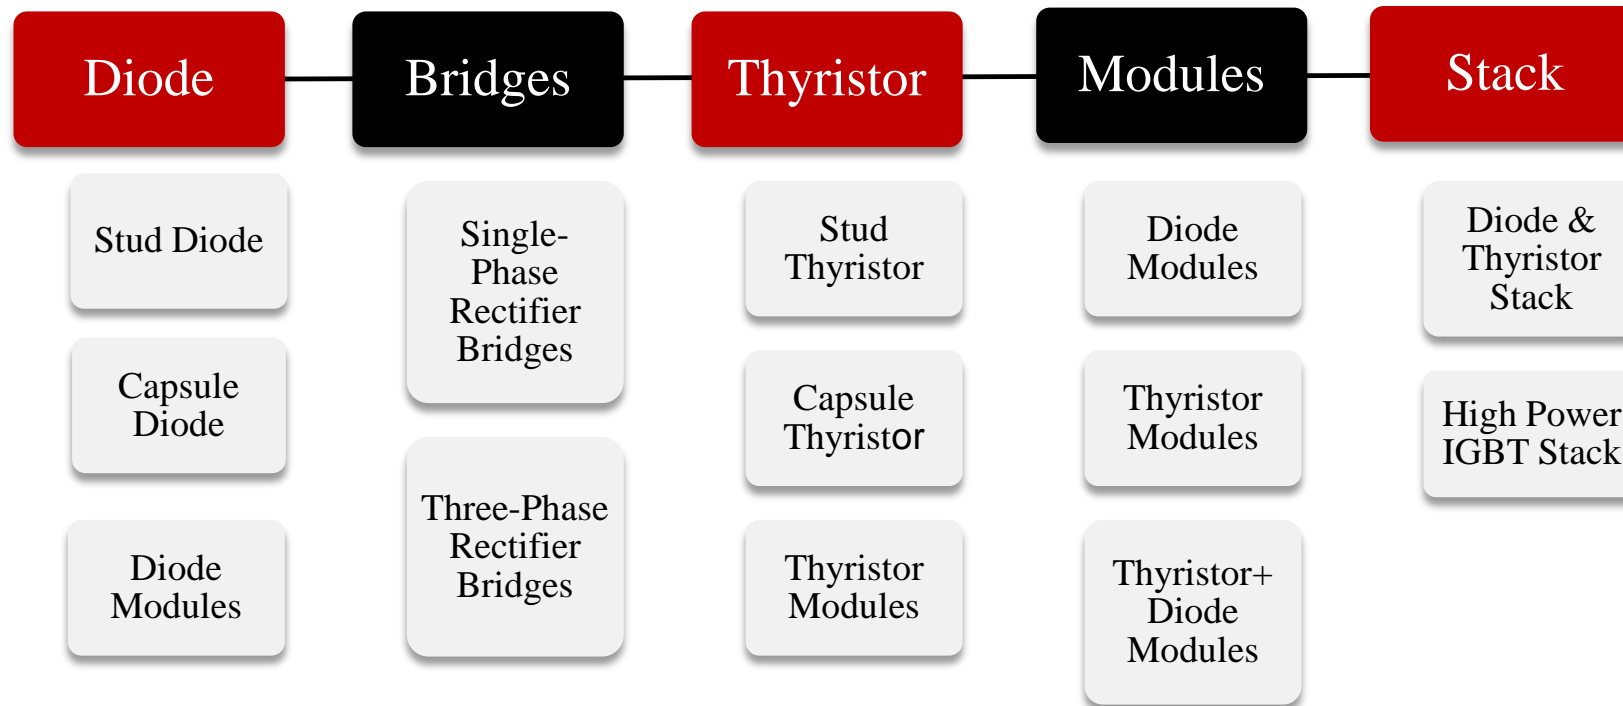 Diode
Bridges
Thyristor
Modules
Stack
Stud Diode
Capsule
Diode
Diode
Modules
Single-
Phase
Rectifier
Bridges
Three-Phase
Rectifier
Bridges
Stud
Thyristor
Capsule
Thyristor
Thyristor
Modules
Diode
Modules
Thyristor
Modules
Thyristor+
Diode
Modules
Diode &
Thyristor
Stack
High Power
IGBT Stack